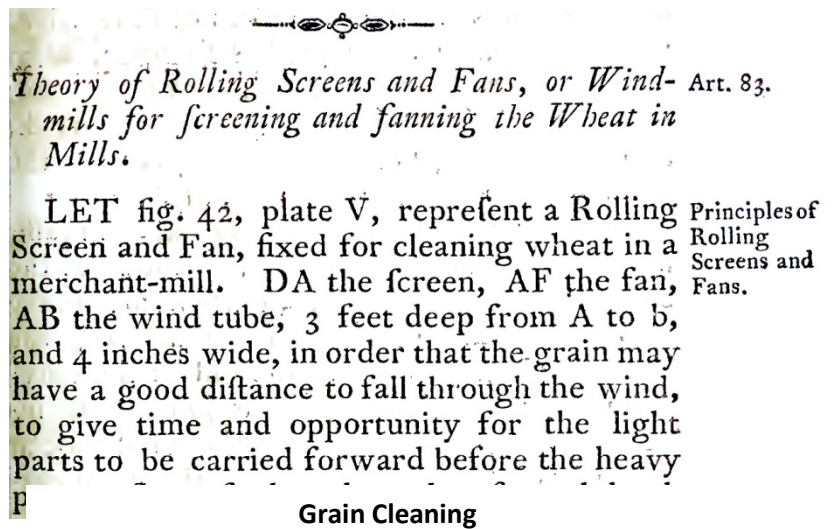 Theory of Rolling Screens and Fans, or Wind-
mills for ſcreening and fanning the Wheat in
Mills.
Art. 83.
LET fig. 42, plate V, repreſent a Rolling
Screen and Fan, fixed for cleaning wheat in a
merchant-mill. DA the ſcreen, AF the fan,
AB the wind tube, 3 feet deep from A to b,
and 4 inches wide, in order that the grain may
have a good diſtance to fall through the wind,
to give time and opportunity for the light
parts to be carried forward before the heavy
Principles of
Rolling
Screens and
Fans.
Grain Cleaning